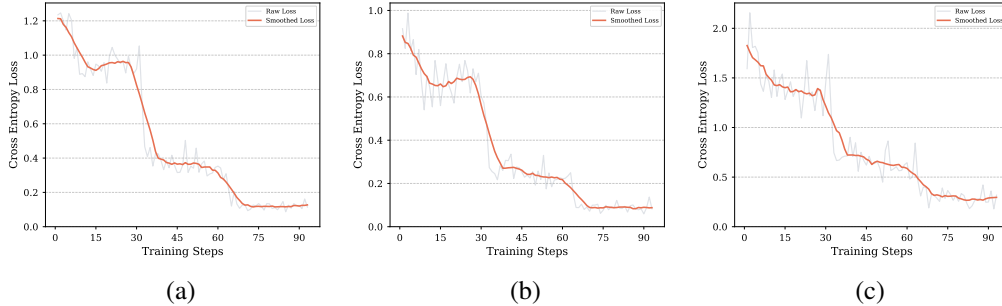 1.2
1.0
0.8
0.6
0.4
0.2
0.0
Cross Entropy Loss
0
15
30
45
60
75
90
Training Steps
Raw Loss
Smoothed Loss
(a)
1.0
0.8
0.6
0.4
0.2
0.0
Cross Entropy Loss
0
15
30
45
60
75
90
Training Steps
Raw Loss
Smoothed Loss
(b)
2.0
1.5
1.0
0.5
0.0
Cross Entropy Loss
0
15
30
45
60
75
90
Training Steps
Raw Loss
Smoothed Loss
(c)